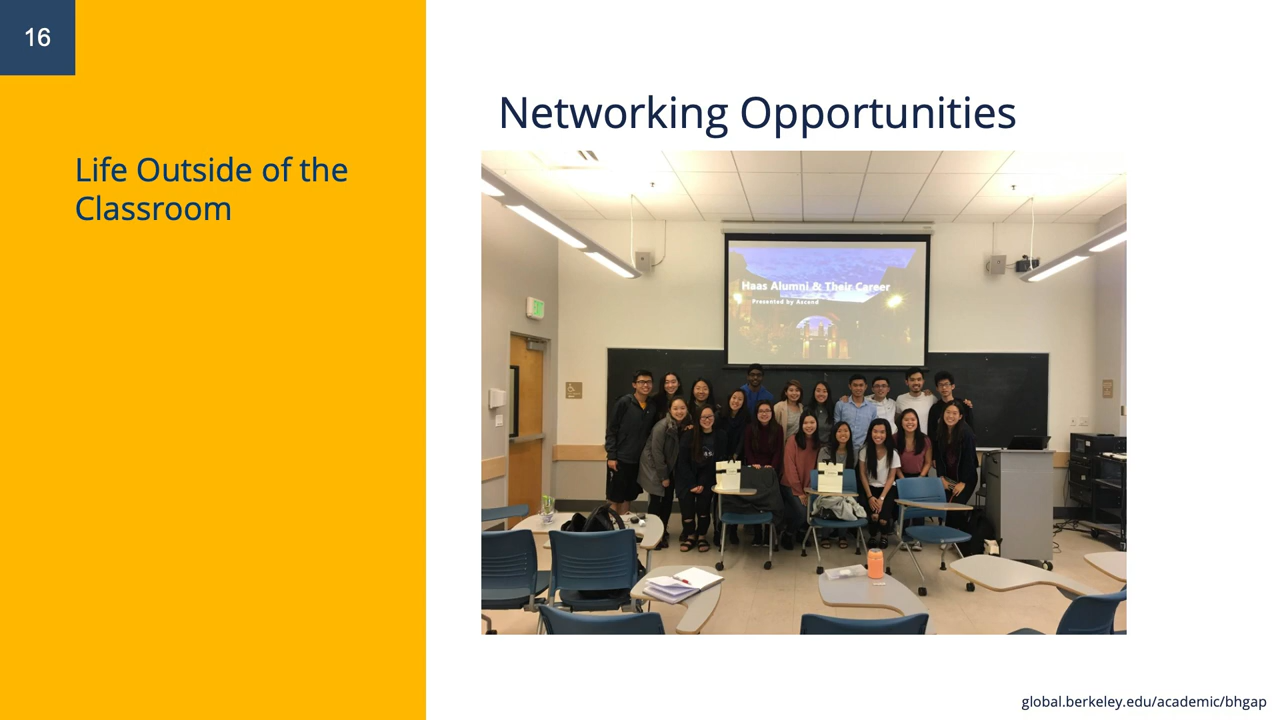 16
Life Outside of the
Classroom
Networking Opportunities
Haas Alumni & Their Career
Presented by Ascend
global.berkeley.edu/academic/bhgap